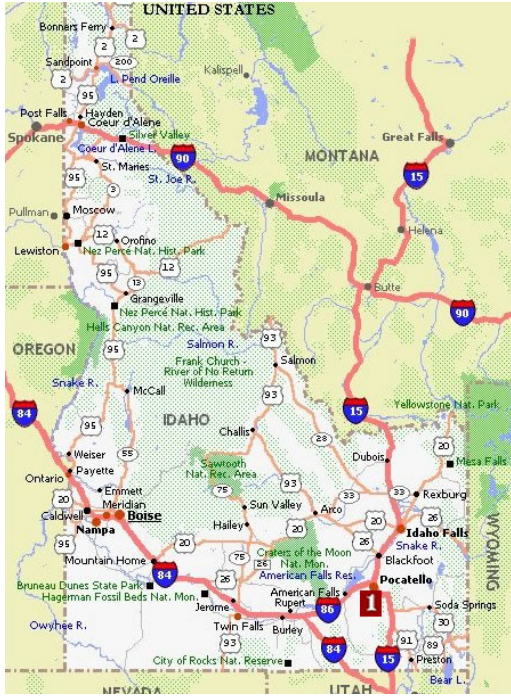 UNITED STATES
Bonners Ferry
2
2
200
Sandpoint
2
95
L. Pend Oreille
Kalispell
Post Falls
Hayden
Coeur d'Alene
Spokane
Silver Valley
Coeur d'Alene L.
90
St. Maries
St. Joe R.
MONTANA
Great Falls
15
95
3
Missoula
Pullman
Moscow
Helena
Lewiston
12
Orofino
12
Nez Percé Nat. Hist. Park
95
13
Butte
Grangeville
90
Nez Percé Nat. Hist. Park
Hells Canyon Nat. Rec. Area
OREGON
95
Salmon R.
93
Salmon
Frank Church -
River of No Return
Wilderness
Snake R.
McCall
93
15
Yellowstone Nat. Park
84
IDAHO
95
Challis
28
20
Weiser
55
Sawtooth
Nat. Rec. Area
Dubois
Mesa Falls
Payette
Ontario
75
93
33
33
Rexburg
Emmett
20
Meridian
Sun Valley
Arco
20
Caldwell
Boise
Nampa
Hailey
26
Idaho Falls
WYOMING
95
20
75
Craters of the Moon
Nat. Mon.
Snake R.
Mountain Home
26
Blackfoot
84
20
American Falls Res.
Pocatello
Bruneau Dunes State Park
26
American Falls
Hagerman Fossil Beds Nat. Mon.
Jerome
Rupert
86
1
Soda Springs
Owyhee R.
Twin Falls
Burley
30
93
84
91
89
15
City of Rocks Nat. Reserve
Preston
Bear L.
NEVADA
UTAH